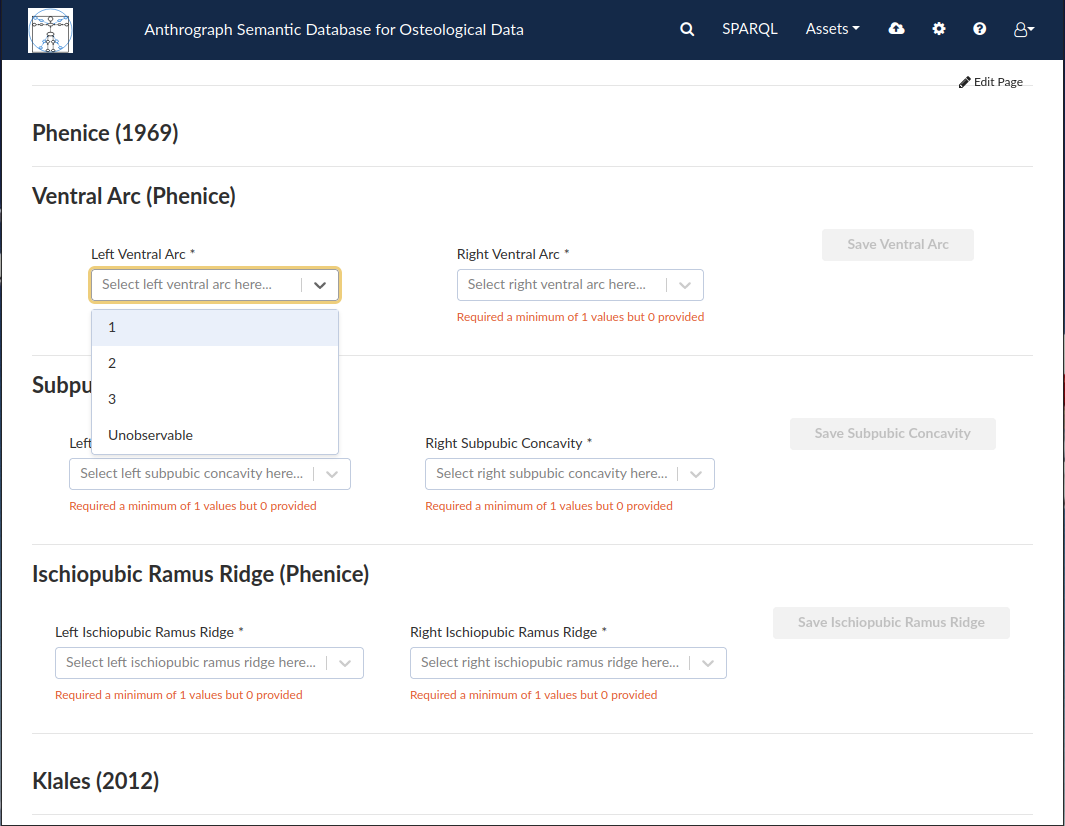 Anthrograph Semantic Database for Osteological Data SPARQL Assets
Edit Page
Phenice (1969)
Ventral Arc (Phenice)
Save Ventral Arc
Left Ventral Arc * Right Ventral Arc *
Select left ventral arc here... Select right ventral arc here...
Required a minimum of 1 values but 0 provided
1
2
3
Unobservable
Subpu
Save Subpubic Concavity
Left Right Subpubic Concavity *
Select left subpubic concavity here... Select right subpubic concavity here...
Required a minimum of 1 values but 0 provided Required a minimum of 1 values but 0 provided
Ischiopubic Ramus Ridge (Phenice)
Save Ischiopubic Ramus Ridge
Left Ischiopubic Ramus Ridge * Right Ischiopubic Ramus Ridge *
Select left ischiopubic ramus ridge here... Select right ischiopubic ramus ridge here...
Required a minimum of 1 values but 0 provided Required a minimum of 1 values but 0 provided
Klales (2012)